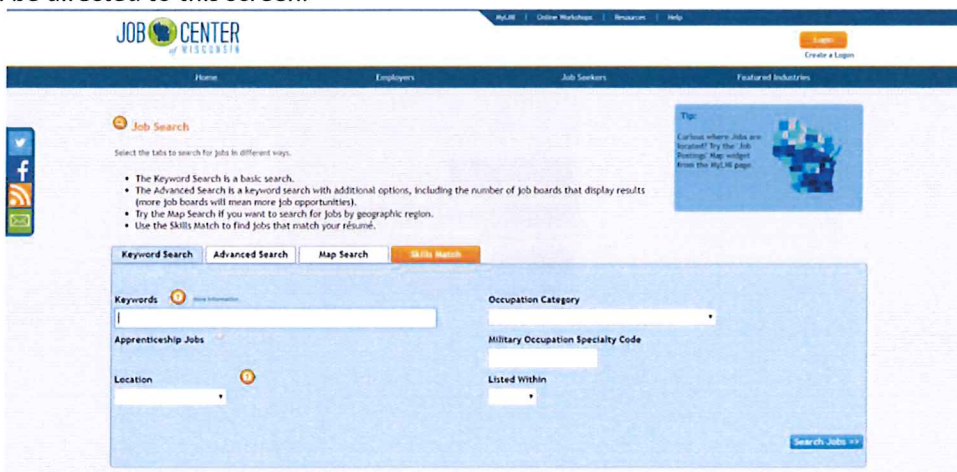 be directed to this screen.
JOB CENTER
of WISCONSIN
MyLMI | Online Workshops | Resources | Help
Login
Create a Logon
Home Employers Job Seekers Featured Industries
Job Search
Select the tabs to search for jobs in different ways.
• The Keyword Search is a basic search.
• The Advanced Search is a keyword search with additional options, including the number of job boards that display results
(more job boards will mean more job opportunities).
• Try the Map Search if you want to search for jobs by geographic region.
• Use the Skills Match to find jobs that match your résumé.
Tip:
Curious where Jobs are
located? Try the 'Job
Postings' Map widget
from the MyLMI page.
Keyword Search Advanced Search Map Search Skills Match
Keywords More Information
Occupation Category
Apprenticeship Jobs
Military Occupation Specialty Code
Location
Listed Within
Search Jobs >>